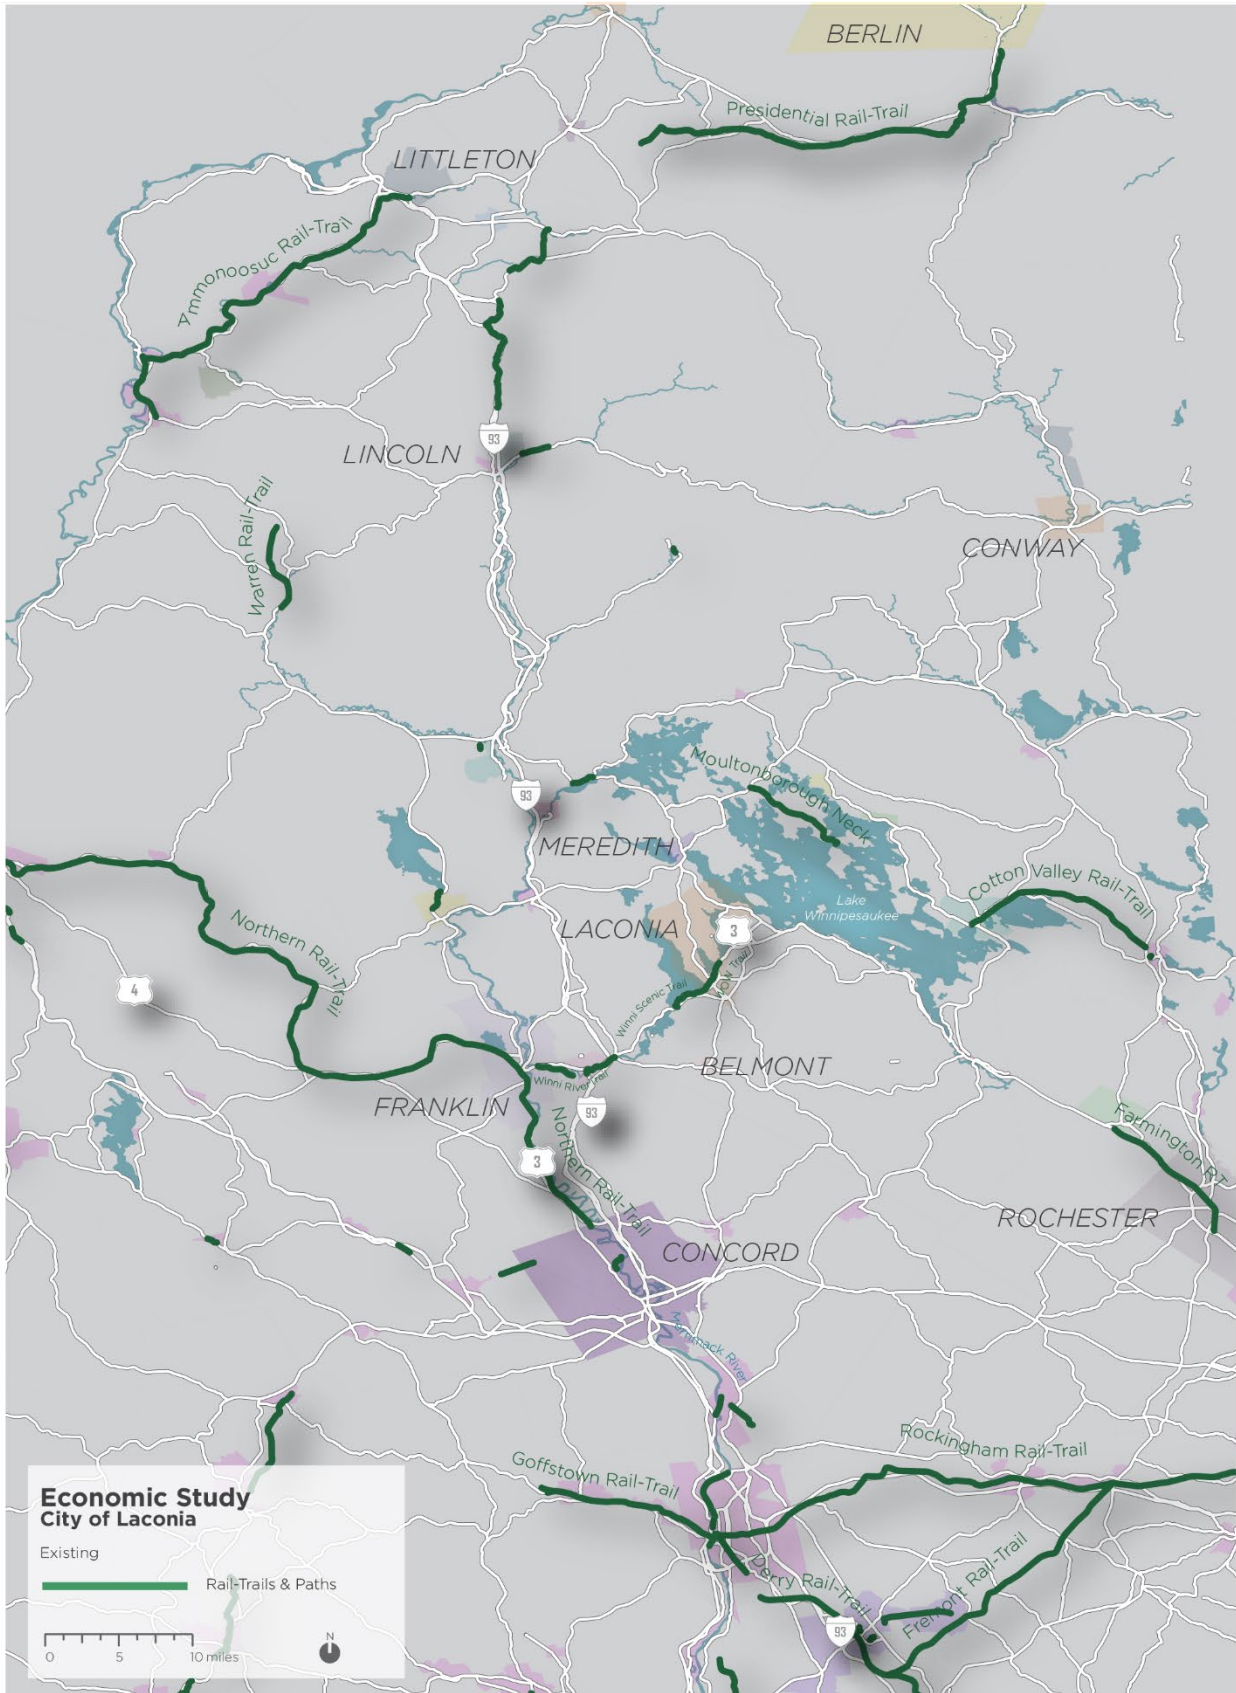 BERLIN
Presidential Rail-Trail
LITTLETON
Ammonoosuc Rail-Trail
93
LINCOLN
CONWAY
Warren Rail-Trail
93
Moultonborough Neck
MEREDITH
Cotton Valley Rail-Trail
Lake
Winnipesaukee
LACONIA
3
Northern Rail-Trail
WOW Trail
4
Winni Scenic Trail
BELMONT
Winni River Trail
FRANKLIN
93
Farmington R.T.
Northern Rail-Trail
3
ROCHESTER
CONCORD
Merrimack River
Rockingham Rail-Trail
Goffstown Rail-Trail
Derry Rail-Trail
Fremont Rail-Trail
93
Economic Study
City of Laconia
Existing
Rail-Trails & Paths
N
0 5 10 miles